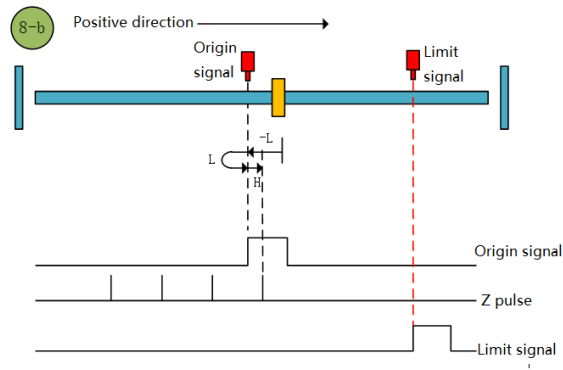 8-b
Positive direction
Origin
signal
Limit
signal
-L
L
H
Origin signal
Z pulse
Limit signal